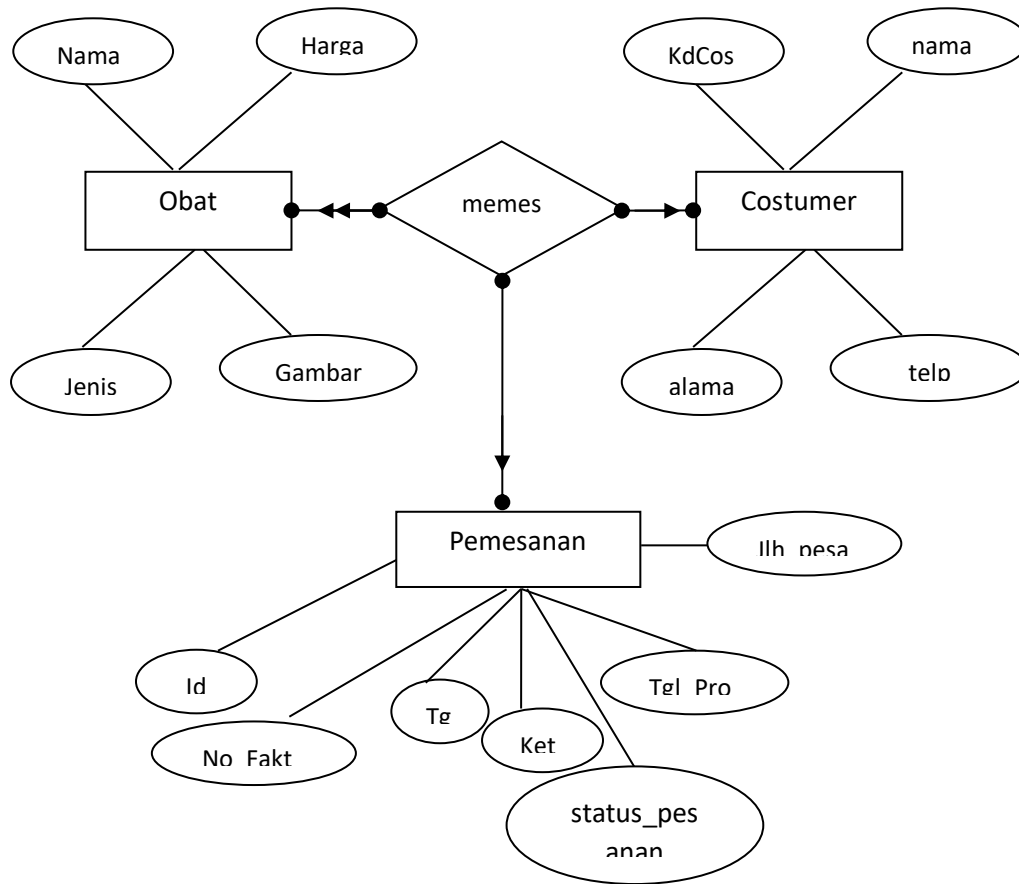 Nama
Harga
KdCos
nama
Obat
memes
Costumer
Jenis
Gambar
alama
telp
Pemesanan
Jlh_pesa
Id
No_Fakt
Tg
Ket
Tgl_Pro
status_pes
anan